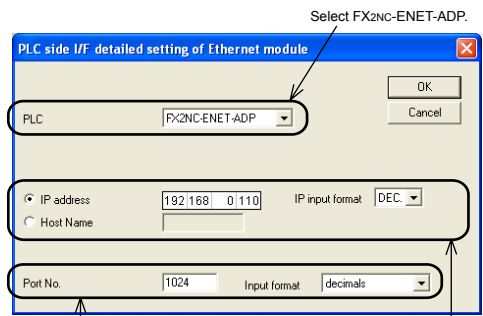 Select FX2NC-ENET-ADP.
PLC side I/F detailed setting of Ethernet module
OK
PLC FX2NC-ENET-ADP Cancel
IP address 192 168 0 110 IP input format DEC.
Host Name
Port No. 1024 Input format decimals